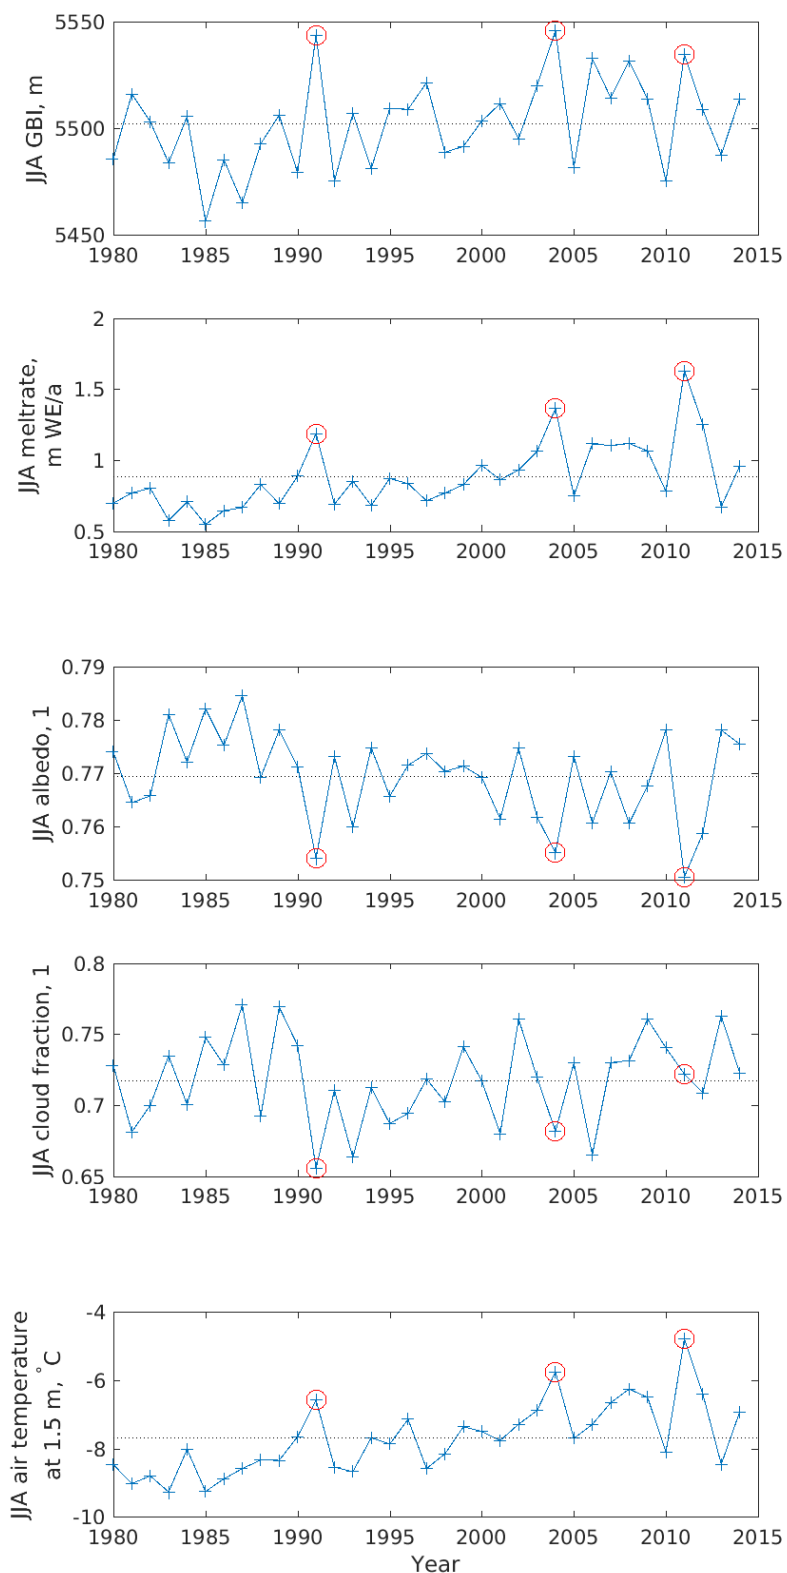 JJA GBI, m
5550
5500
5450
1980 1985 1990 1995 2000 2005 2010 2015
JJA meltrate,
m WE/a
2
1.5
1
0.5
1980 1985 1990 1995 2000 2005 2010 2015
JJA albedo, 1
0.79
0.78
0.77
0.76
0.75
1980 1985 1990 1995 2000 2005 2010 2015
JJA cloud fraction, 1
0.8
0.75
0.7
0.65
1980 1985 1990 1995 2000 2005 2010 2015
JJA air temperature
at 1.5 m, °C
-4
-6
-8
-10
1980 1985 1990 1995 2000 2005 2010 2015
Year